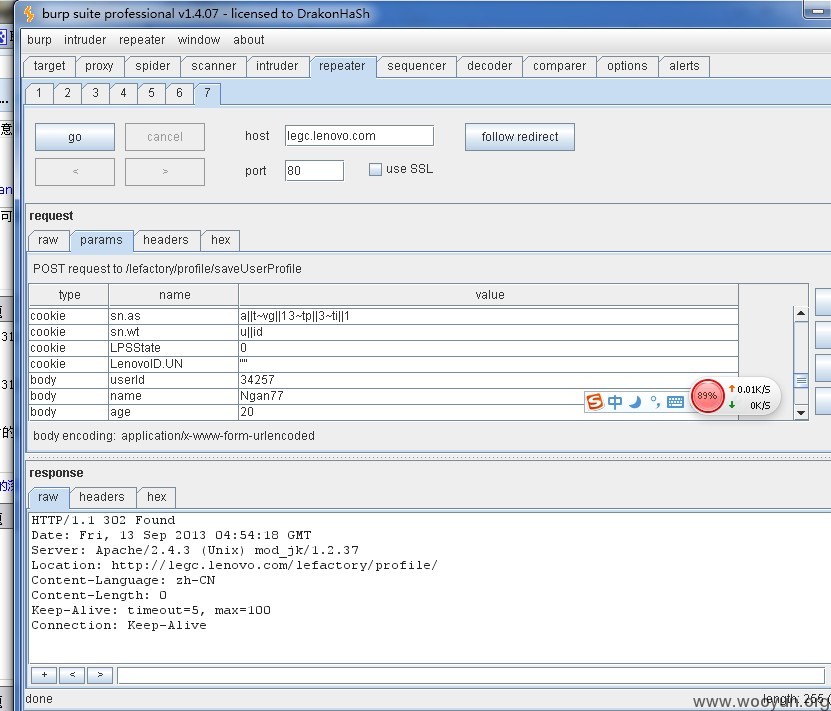 burp suite professional v1.4.07 - licensed to DrakonHaSh
burp intruder repeater window about
target proxy spider scanner intruder repeater sequencer decoder comparer options alerts
1 2 3 4 5 6 7
go cancel host legc.lenovo.com follow redirect
< > port 80 use SSL
request
raw params headers hex
POST request to /lefactory/profile/saveUserProfile
type name value
cookie sn.as a||t~vg||13~tp||3~ti||1
cookie sn.wt u||id
cookie LPSState 0
cookie LenovoID.UN ""
body userId 34257
body name Ngan77
body age 20
中
89%
0.01K/S
0K/S
body encoding: application/x-www-form-urlencoded
response
raw headers hex
HTTP/1.1 302 Found
Date: Fri, 13 Sep 2013 04:54:18 GMT
Server: Apache/2.4.3 (Unix) mod_jk/1.2.37
Location: http://legc.lenovo.com/lefactory/profile/
Content-Language: zh-CN
Content-Length: 0
Keep-Alive: timeout=5, max=100
Connection: Keep-Alive
+ < >
done length: 255
www.wooyun.org
意
an
可
31
31
的